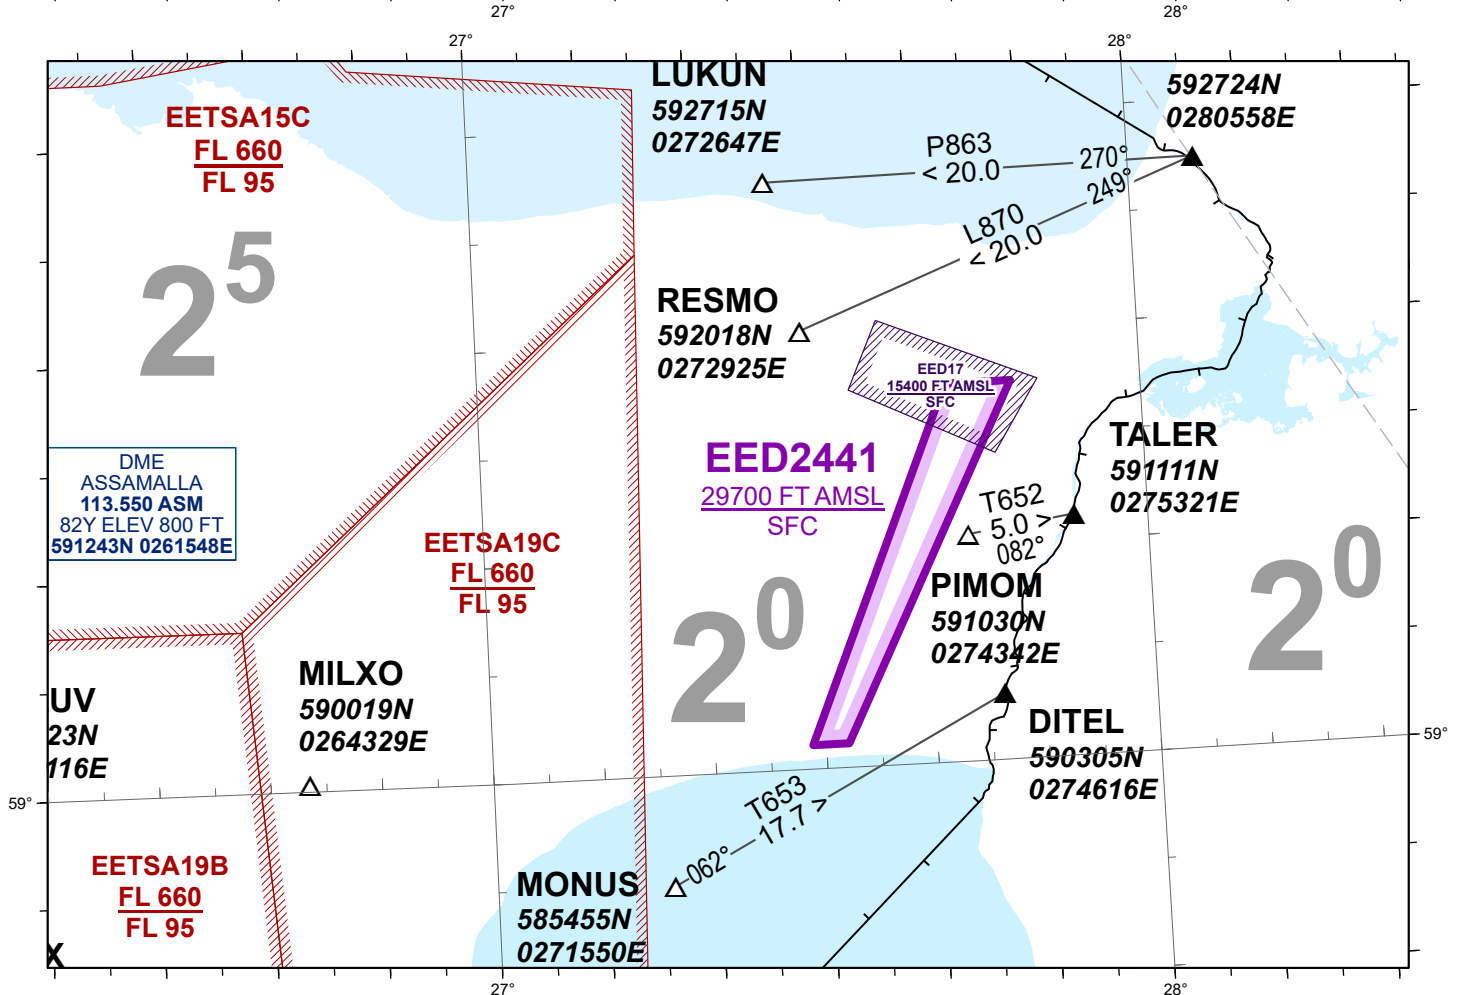 27°
28°
27°
28°
LUKUN
592715N
0272647E
592724N
0280558E
EETSA15C
FL 660
FL 95
P863
< 20.0
270°
249°
L870
< 20.0
2⁵
RESMO
592018N
0272925E
EED17
15400 FT AMSL
SFC
EED2441
29700 FT AMSL
SFC
TALER
591111N
0275321E
DME
ASSAMALLA
113.550 ASM
82Y ELEV 800 FT
591243N 0261548E
T652
5.0 >
082°
EETSA19C
FL 660
FL 95
PIMOM
591030N
0274342E
2⁰
2⁰
MILXO
590019N
0264329E
UV
23N
116E
DITEL
590305N
0274616E
59°
59°
T653
17.7 >
062°
EETSA19B
FL 660
FL 95
MONUS
585455N
0271550E
X
27°
28°